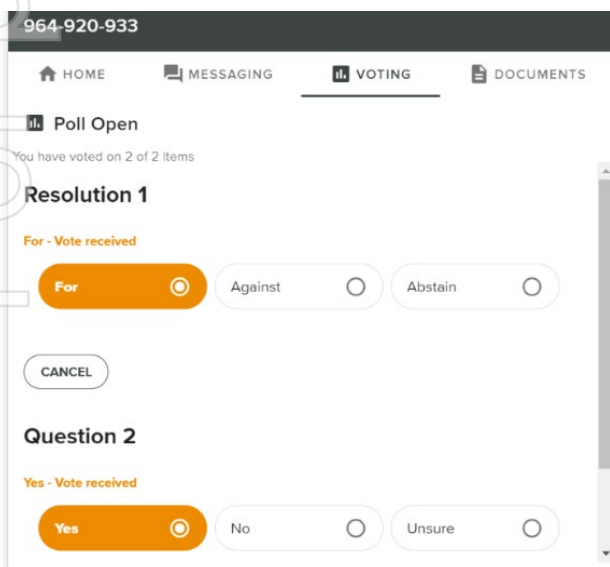 964-920-933
HOME MESSAGING VOTING DOCUMENTS
Poll Open
You have voted on 2 of 2 items
Resolution 1
For - Vote received
For Against Abstain
CANCEL
Question 2
Yes - Vote received
Yes No Unsure